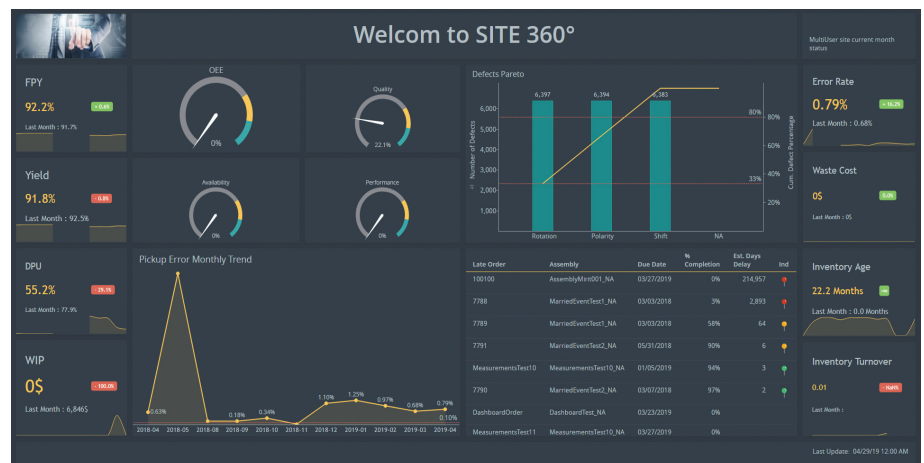 Welcom to SITE 360°
MultiUser site current month
status
FPY
92.2%
+ 0.6%
Last Month : 91.7%
Yield
91.8%
- 0.8%
Last Month : 92.5%
DPU
55.2%
- 29.1%
Last Month : 77.9%
WIP
0$
- 100.0%
Last Month : 6,846$
OEE
0%
Quality
22.1%
Availability
0%
Performance
0%
Defects Pareto
6,397
6,394
6,383
6,000
5,000
4,000
3,000
2,000
1,000
Number of Defects
80%
33%
80%
60%
40%
20%
Cum. Defect Percentage
Rotation
Polarity
Shift
NA
Error Rate
0.79%
+ 16.2%
Last Month : 0.68%
Waste Cost
0$
0.0%
Last Month : 0$
Inventory Age
22.2 Months
Last Month : 0.0 Months
Inventory Turnover
0.01
- NaN%
Last Month :
Pickup Error Monthly Trend
0.63%
0.18%
0.34%
1.10%
1.25%
0.97%
0.68%
0.79%
0.10%
2018-04 2018-05 2018-08 2018-09 2018-10 2018-11 2018-12 2019-01 2019-02 2019-03 2019-04
Late Order Assembly Due Date % Completion Est. Days Delay Ind
100100 AssemblyMint001_NA 03/27/2019 0% 214,957
7788 MarriedEventTest1_NA 03/03/2018 3% 2,893
7789 MarriedEventTest1_NA 03/03/2018 58% 64
7791 MarriedEventTest2_NA 05/31/2018 90% 6
MeasurementsTest10 MeasurementsTest10_NA 01/05/2019 94% 3
7790 MarriedEventTest2_NA 03/07/2018 97% 2
DashboardOrder DashboardTest_NA 03/23/2019 0%
MeasurementsTest11 MeasurementsTest10_NA 03/27/2019 0%
Last Update: 04/29/19 12.00 AM